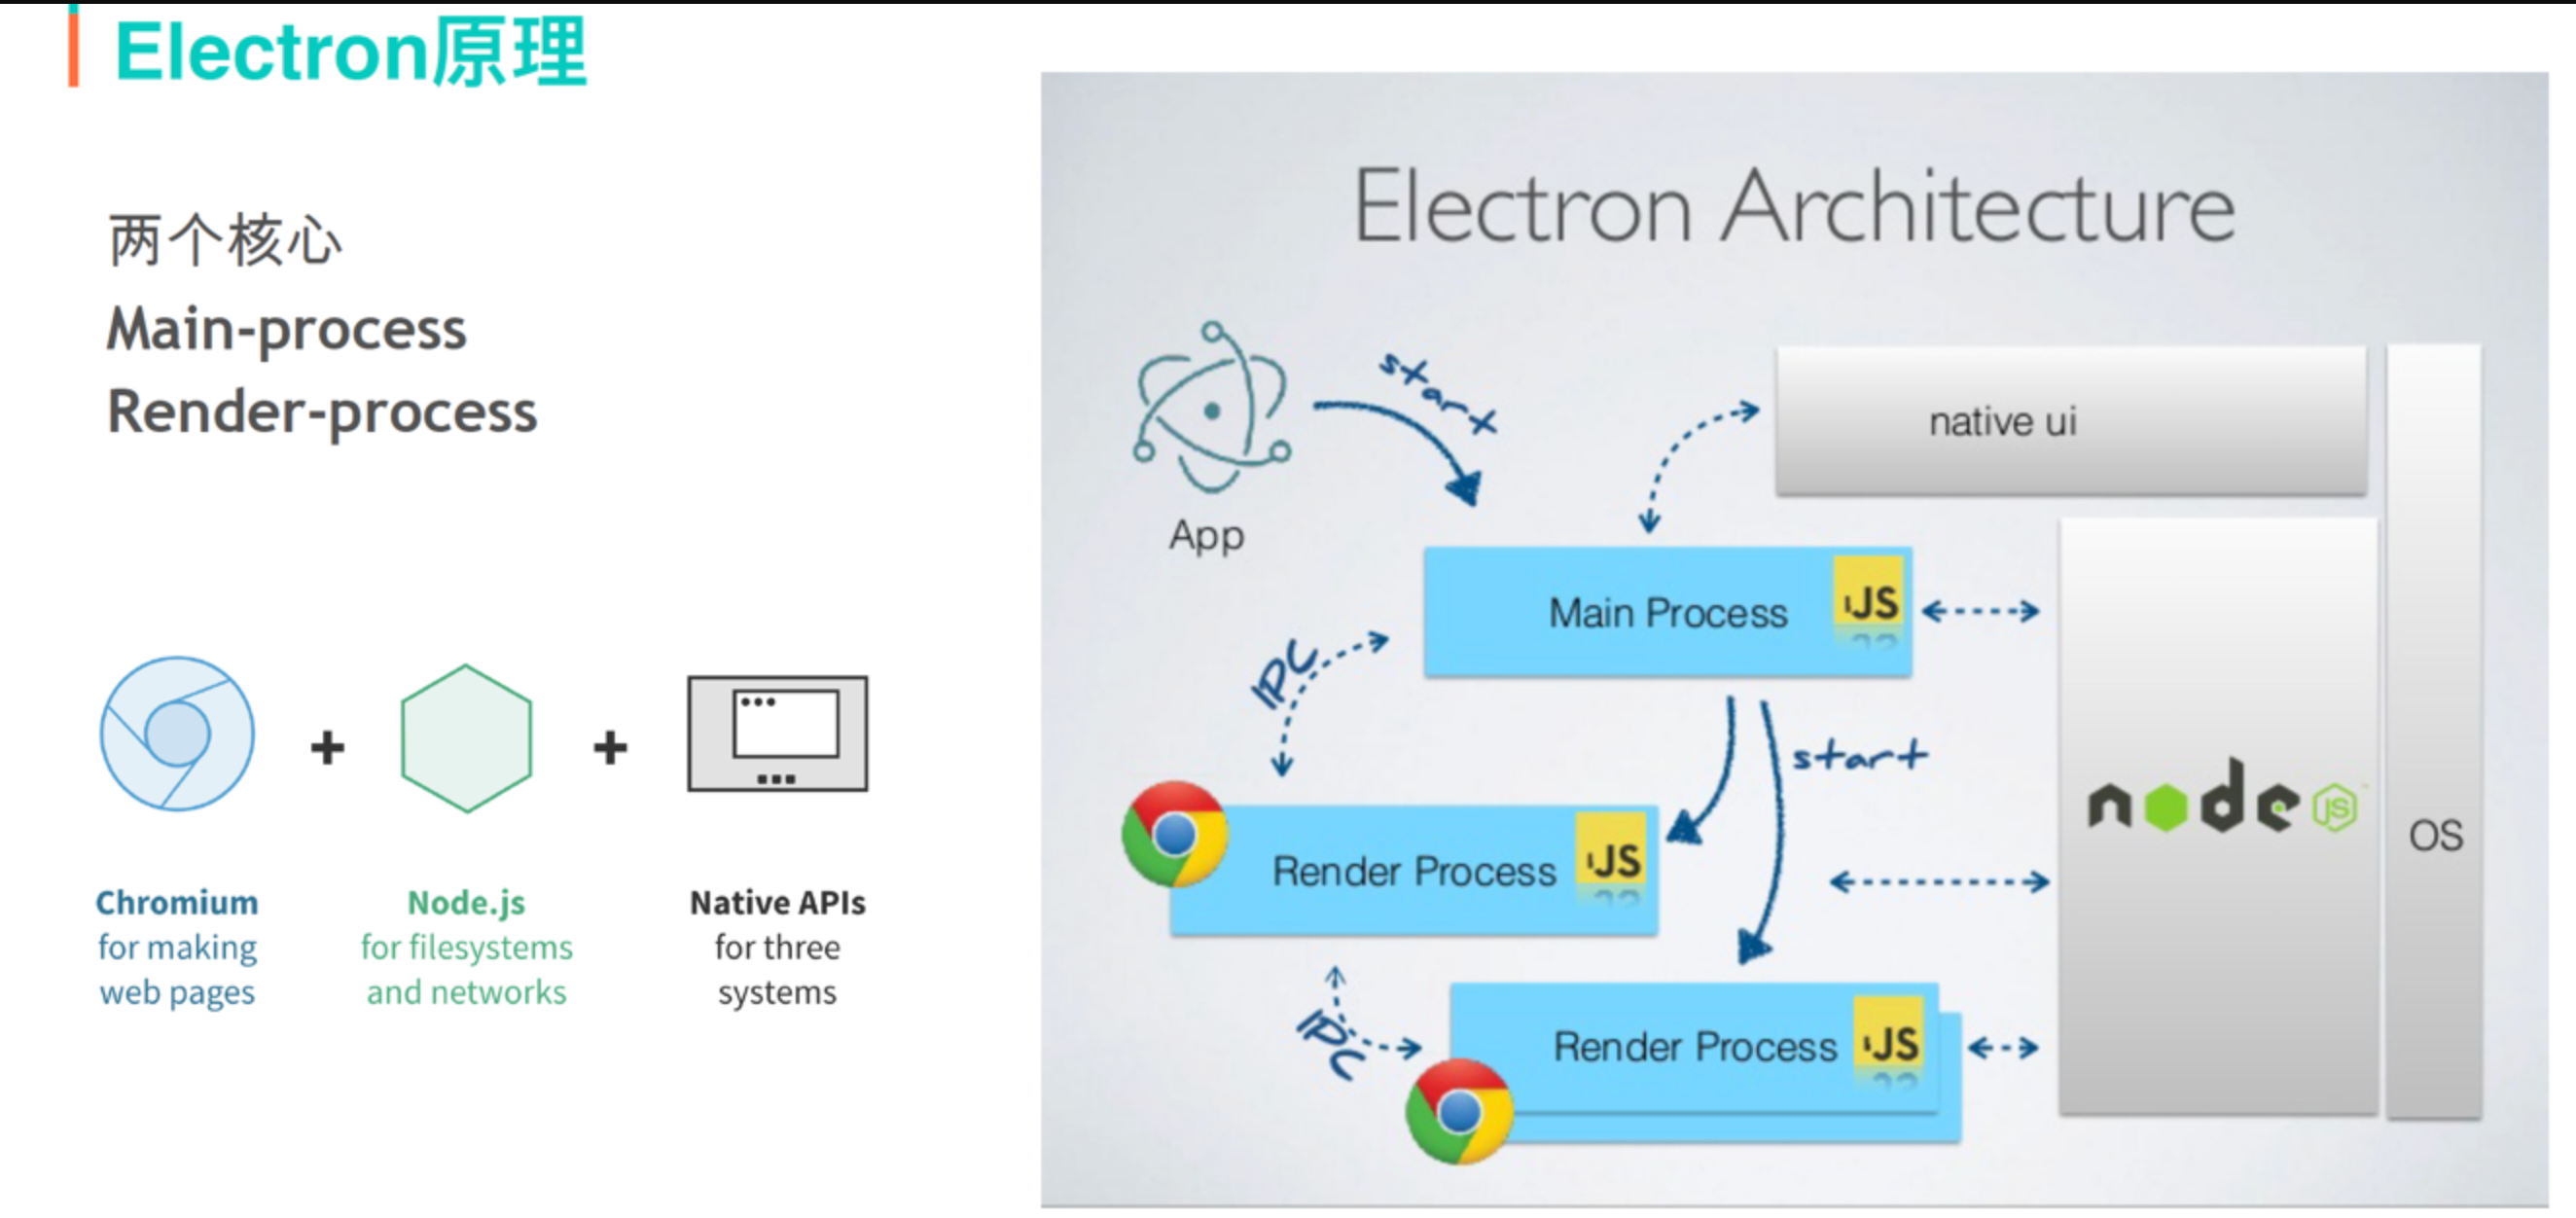 Electron原理
两个核心
Main-process
Render-process
Chromium
for making
web pages
Node.js
for filesystems
and networks
Native APIs
for three
systems
Electron Architecture
start
native ui
App
Main Process
JS
IPC
start
Render Process
JS
node
JS
OS
IPC
Render Process
JS